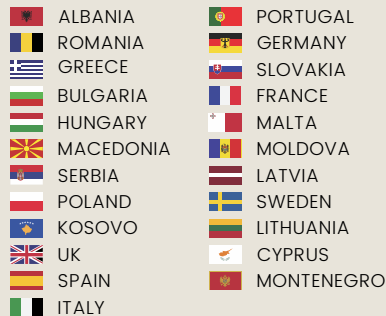 ALBANIA
ROMANIA
GREECE
BULGARIA
HUNGARY
MACEDONIA
SERBIA
POLAND
KOSOVO
UK
SPAIN
ITALY
PORTUGAL
GERMANY
SLOVAKIA
FRANCE
MALTA
MOLDOVA
LATVIA
SWEDEN
LITHUANIA
CYPRUS
MONTENEGRO